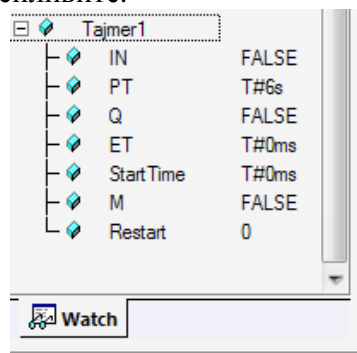 Tajmer1
IN FALSE
PT T#6s
Q FALSE
ET T#0ms
StartTime T#0ms
M FALSE
Restart 0
Watch